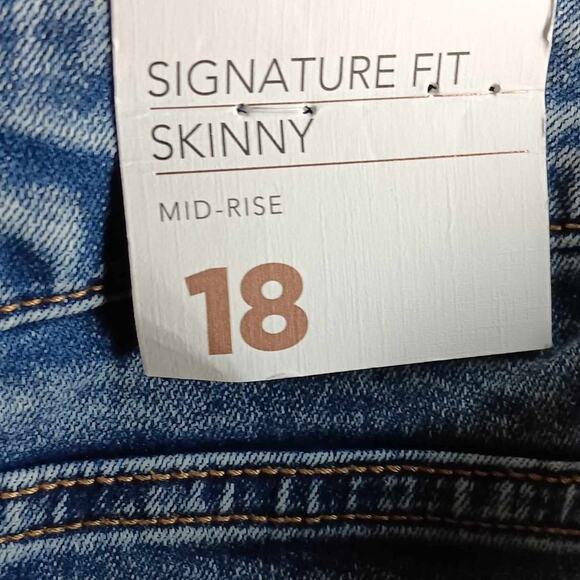 SIGNATURE FIT
SKINNY
MID-RISE
18